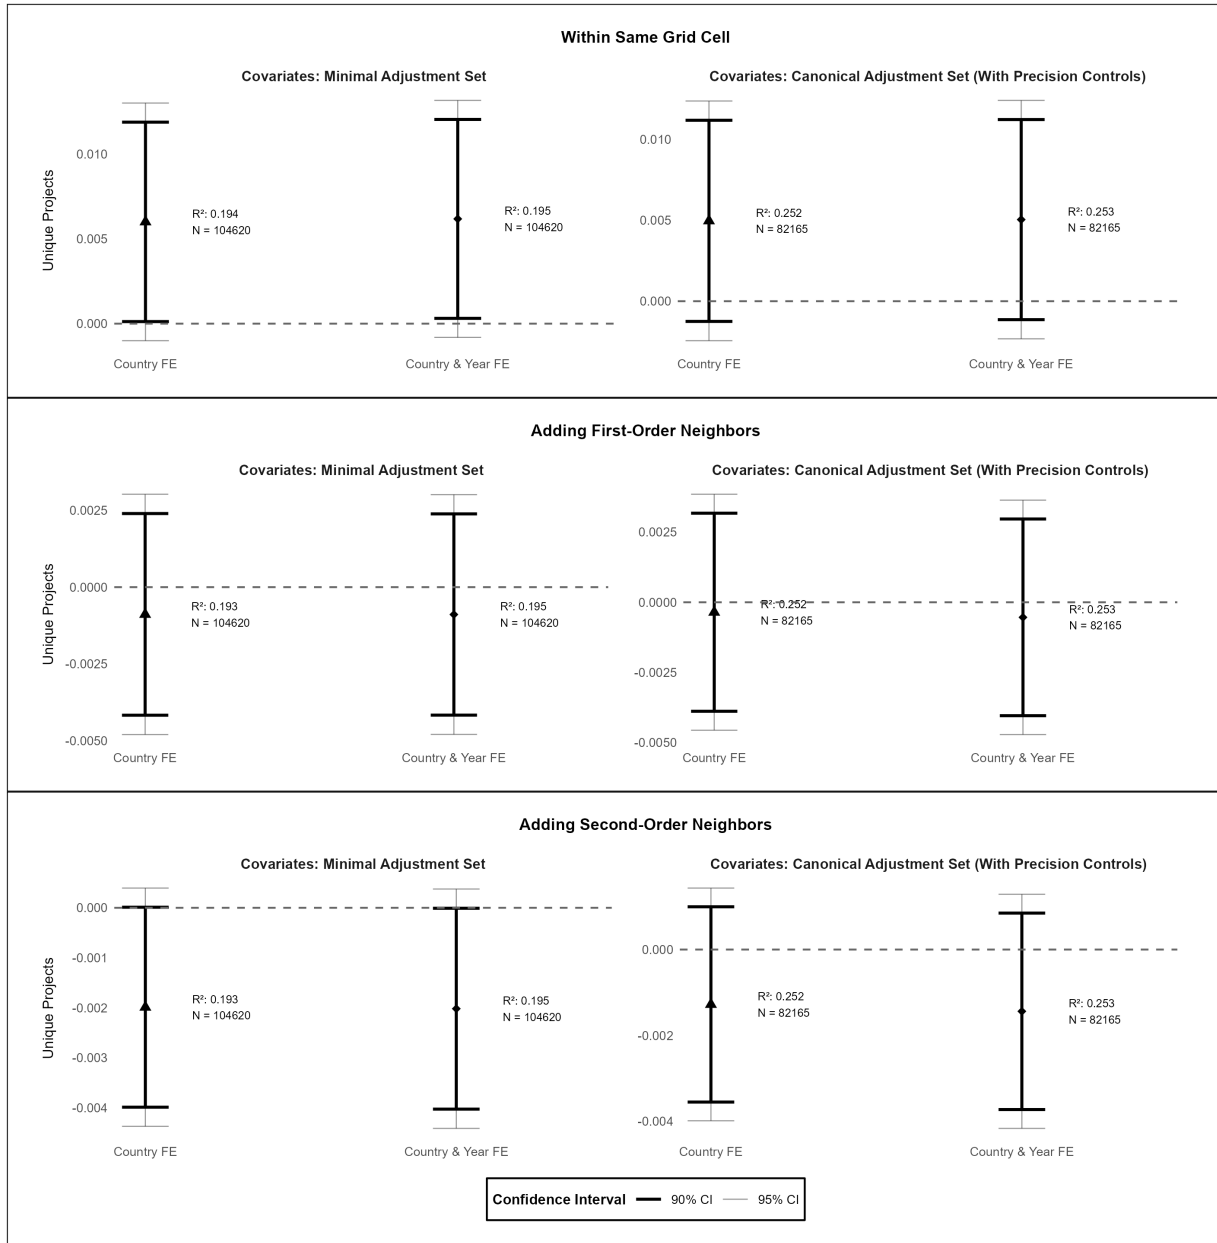 Within Same Grid Cell
Covariates: Minimal Adjustment Set
Covariates: Canonical Adjustment Set (With Precision Controls)
Unique Projects
0.010
0.005
0.000
R²: 0.194
N = 104620
R²: 0.195
N = 104620
Country FE
Country & Year FE
0.010
0.005
0.000
R²: 0.252
N = 82165
R²: 0.253
N = 82165
Country FE
Country & Year FE
Adding First-Order Neighbors
Covariates: Minimal Adjustment Set
Covariates: Canonical Adjustment Set (With Precision Controls)
Unique Projects
0.0025
0.0000
-0.0025
-0.0050
R²: 0.193
N = 104620
R²: 0.195
N = 104620
Country FE
Country & Year FE
0.0025
0.0000
-0.0025
-0.0050
R²: 0.252
N = 82165
R²: 0.253
N = 82165
Country FE
Country & Year FE
Adding Second-Order Neighbors
Covariates: Minimal Adjustment Set
Covariates: Canonical Adjustment Set (With Precision Controls)
Unique Projects
0.000
-0.001
-0.002
-0.003
-0.004
R²: 0.193
N = 104620
R²: 0.195
N = 104620
Country FE
Country & Year FE
0.000
-0.002
-0.004
R²: 0.252
N = 82165
R²: 0.253
N = 82165
Country FE
Country & Year FE
Confidence Interval 90% CI 95% CI